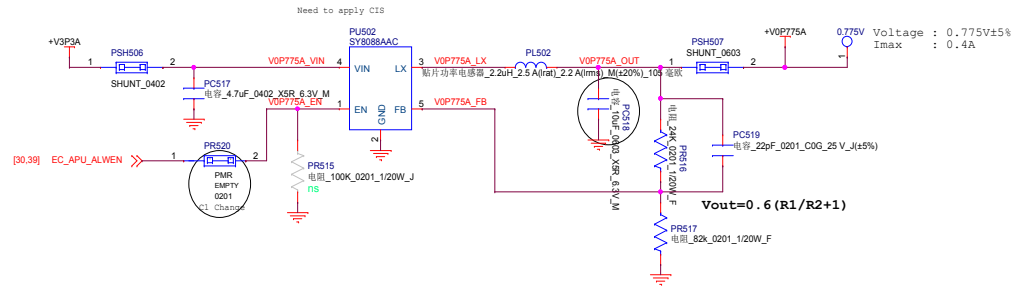 Need to apply CIS
+V3P3A
PSH506
1
2
SHUNT_0402
PC517
电容_4.7uF_0402_X5R_6.3V_M
V0P775A_VIN
V0P775A_EN
PU502
SY8088AAC
4
VIN
LX
3
1
EN
FB
5
GND
2
V0P775A_LX
V0P775A_FB
PL502
贴片功率电感器_2.2uH_2.5 A(Irat)_2.2 A(Irms)_M(±20%)_105 毫欧
V0P775A_OUT
PSH507
1
2
SHUNT_0603
+V0P775A
0.775V
1
Voltage : 0.775V±5%
Imax : 0.4A
PC518
电容_10uF_0603_X5R_6.3V_M
PR516
电阻_24K_0201_1/20W_F
PC519
电容_22pF_0201_C0G_25 V_J(±5%)
[30,39] EC_APU_ALWEN
1
PR520
2
PMR
EMPTY
0201
C1 Change
PR515
电阻_100K_0201_1/20W_J
ns
Vout=0.6(R1/R2+1)
PR517
电阻_82k_0201_1/20W_F